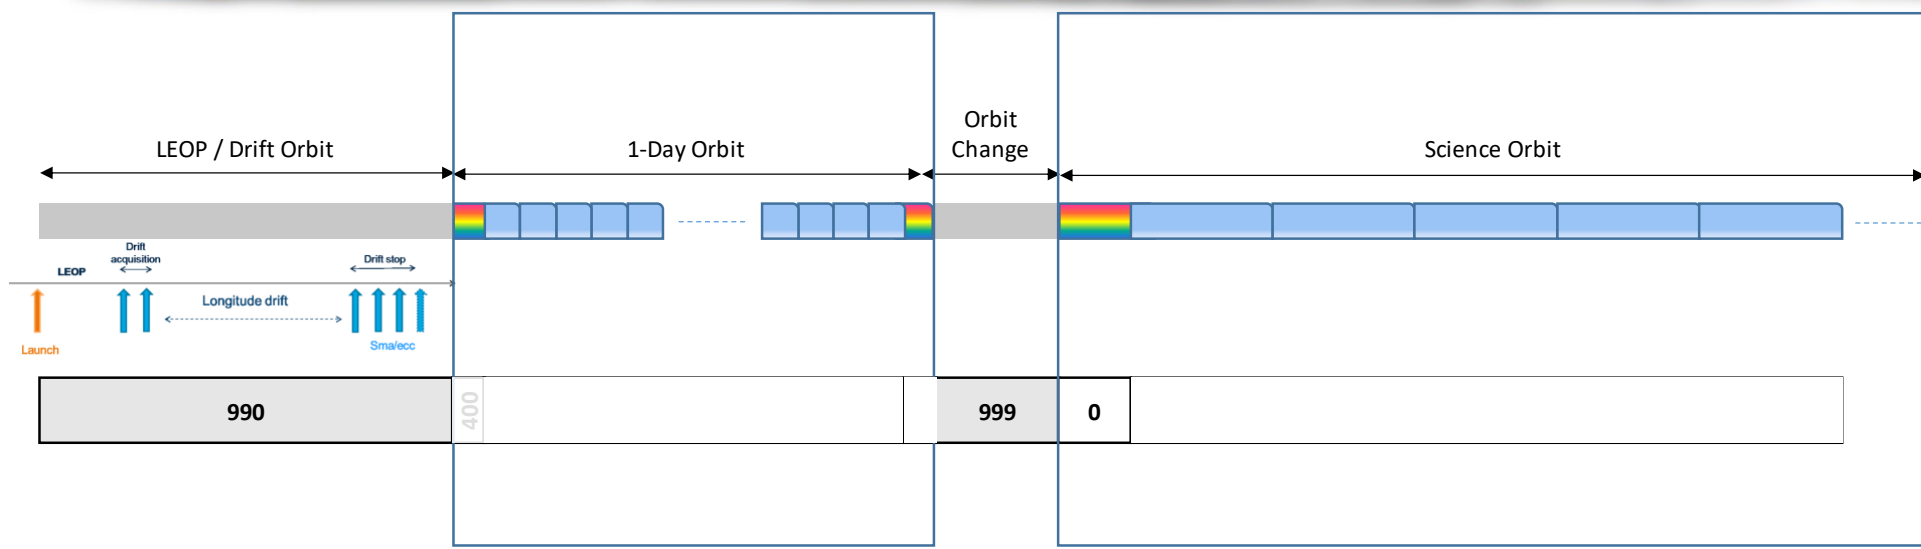 Orbit
Change
LEOP / Drift Orbit
1-Day Orbit
Science Orbit
Drift
acquisition
LEOP
Drift stop
Longitude drift
Launch
Sma/ecc
990
400
999
0